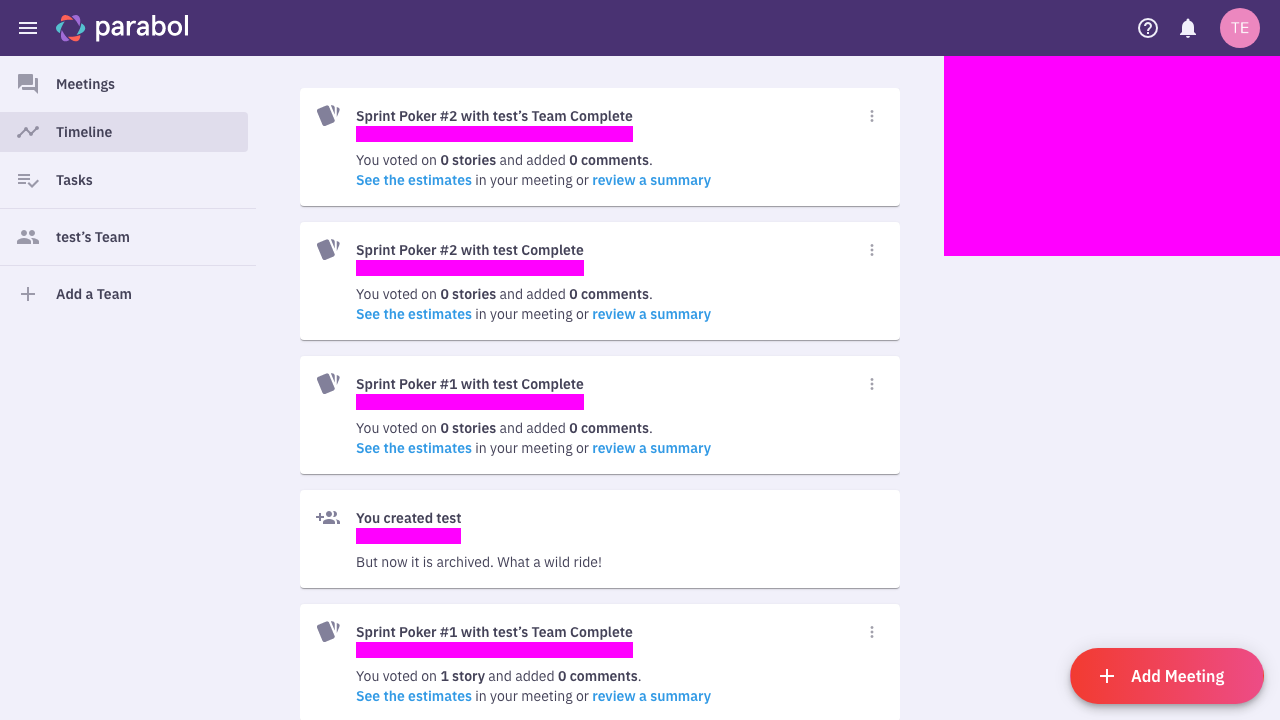 parabol
TE
Meetings
Timeline
Tasks
test’s Team
Add a Team
Sprint Poker #2 with test’s Team Complete
You voted on 0 stories and added 0 comments.
See the estimates in your meeting or review a summary
Sprint Poker #2 with test Complete
You voted on 0 stories and added 0 comments.
See the estimates in your meeting or review a summary
Sprint Poker #1 with test Complete
You voted on 0 stories and added 0 comments.
See the estimates in your meeting or review a summary
You created test
But now it is archived. What a wild ride!
Sprint Poker #1 with test’s Team Complete
You voted on 1 story and added 0 comments.
See the estimates in your meeting or review a summary
Add Meeting